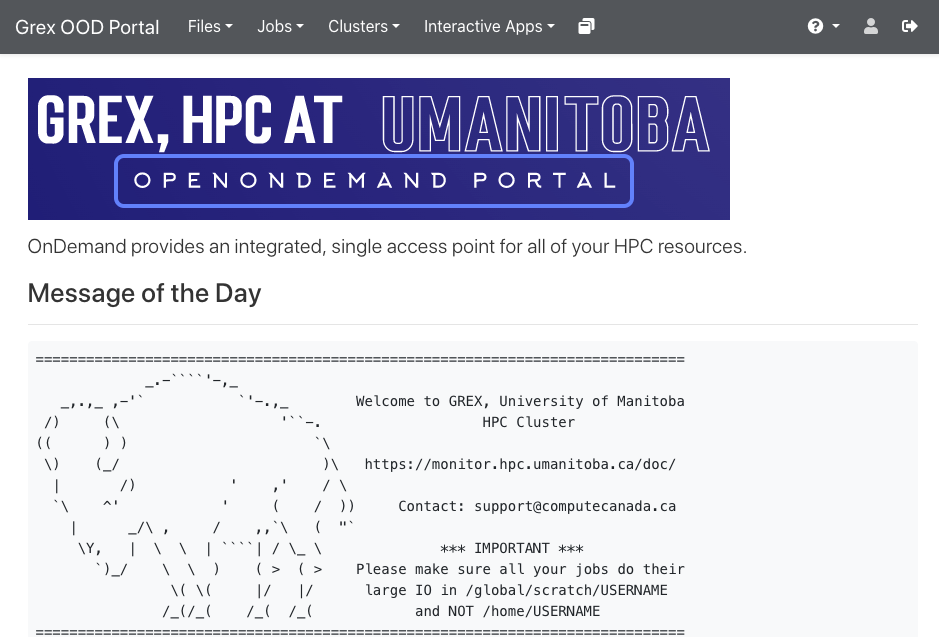 Grex OOD Portal Files Jobs Clusters Interactive Apps
GREX, HPC AT UMANITOBA
OPENONDEMAND PORTAL
OnDemand provides an integrated, single access point for all of your HPC resources.
Message of the Day
Welcome to GREX, University of Manitoba
HPC Cluster
https://monitor.hpc.umanitoba.ca/doc/
Contact: support@computecanada.ca
*** IMPORTANT ***
Please make sure all your jobs do their
large IO in /global/scratch/USERNAME
and NOT /home/USERNAME